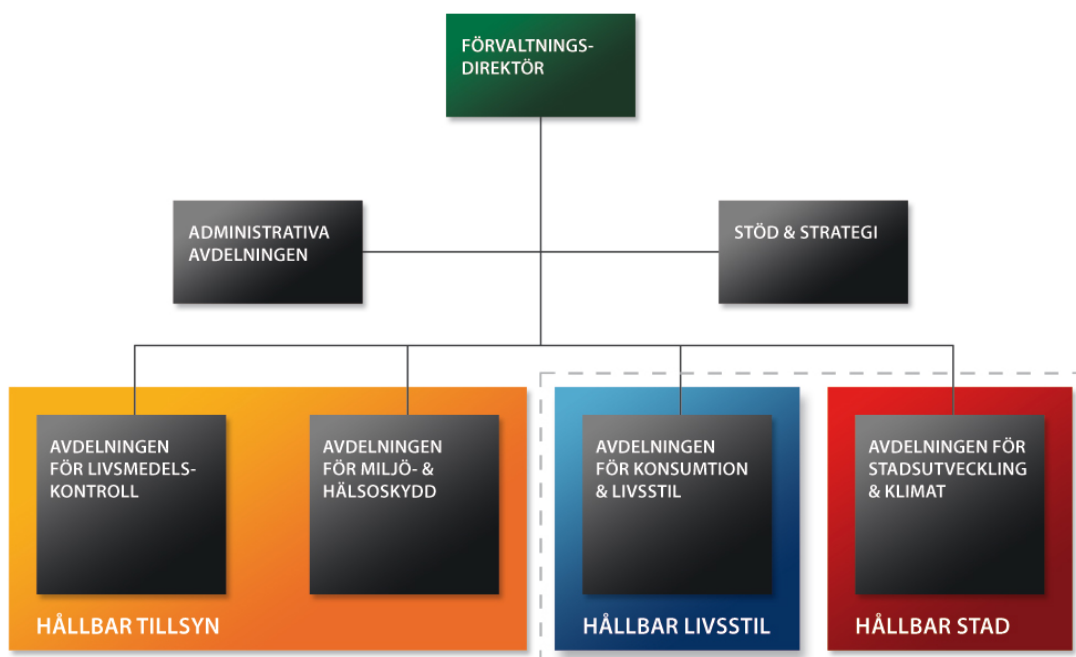 FÖRVALTNINGS-
DIREKTÖR
ADMINISTRATIVA
AVDELNINGEN
STÖD & STRATEGI
AVDELNINGEN
FÖR LIVSMEDELS-
KONTROLL
AVDELNINGEN
FÖR MILJÖ- &
HÄLSOSKYDD
AVDELNINGEN
FÖR KONSUMTION
& LIVSSTIL
AVDELNINGEN FÖR
STADSUTVECKLING
& KLIMAT
HÅLLBAR TILLSYN
HÅLLBAR LIVSSTIL
HÅLLBAR STAD